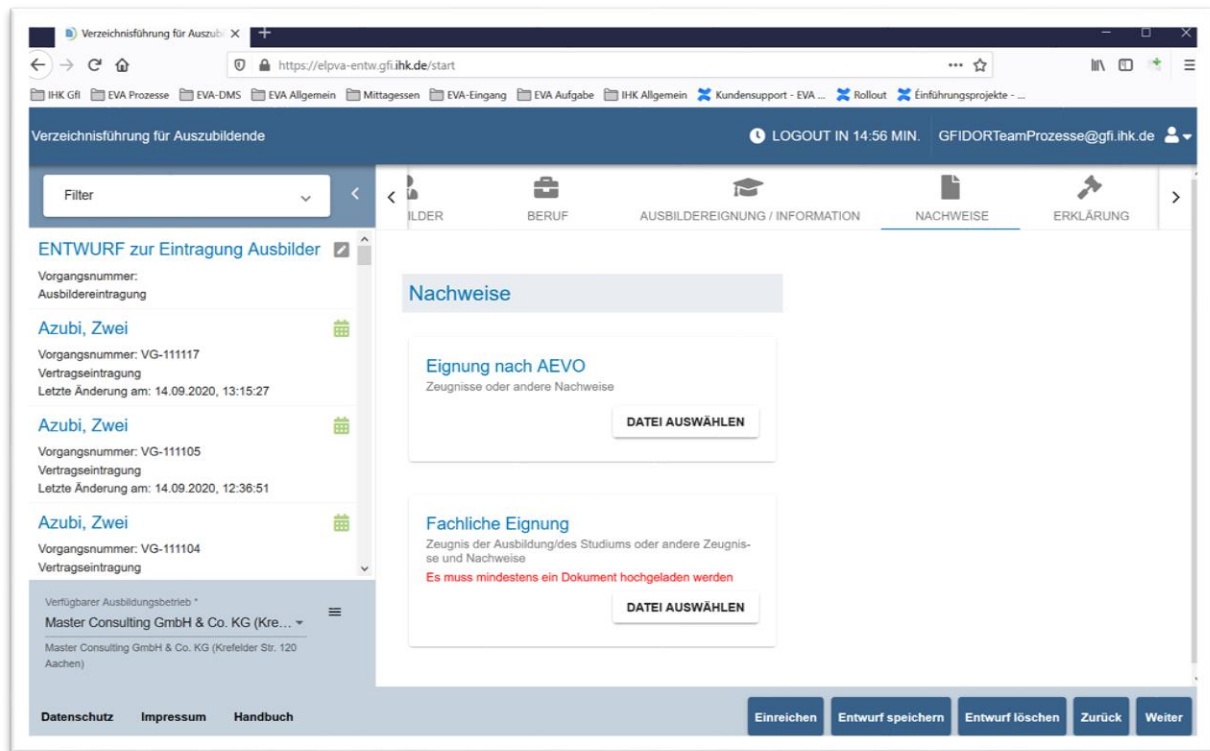 Verzeichnisführung für Auszub
https://elpva-entw.gfi.ihk.de/start
IHK Gfl EVA Prozesse EVA-DMS EVA Allgemein Mittagessen EVA-Eingang EVA Aufgabe IHK Allgemein Kundensupport - EVA ... Rollout Einführungsprojekte - ...
Verzeichnisführung für Auszubildende
LOGOUT IN 14:56 MIN. GFIDORTeamProzesse@gfi.ihk.de
Filter
ILDER BERUF AUSBILDEREIGNUNG / INFORMATION NACHWEISE ERKLÄRUNG
ENTWURF zur Eintragung Ausbilder
Vorgangsnummer:
Ausbildereintragung
Azubi, Zwei
Vorgangsnummer: VG-111117
Vertragseintragung
Letzte Änderung am: 14.09.2020, 13:15:27
Azubi, Zwei
Vorgangsnummer: VG-111105
Vertragseintragung
Letzte Änderung am: 14.09.2020, 12:36:51
Azubi, Zwei
Vorgangsnummer: VG-111104
Vertragseintragung
Verfügbarer Ausbildungsbetrieb *
Master Consulting GmbH & Co. KG (Kre...
Master Consulting GmbH & Co. KG (Krefelder Str. 120
Aachen)
Nachweise
Eignung nach AEVO
Zeugnisse oder andere Nachweise
DATEI AUSWÄHLEN
Fachliche Eignung
Zeugnis der Ausbildung/des Studiums oder andere Zeugnis-
se und Nachweise
Es muss mindestens ein Dokument hochgeladen werden
DATEI AUSWÄHLEN
Datenschutz Impressum Handbuch
Einreichen Entwurf speichern Entwurf löschen Zurück Weiter